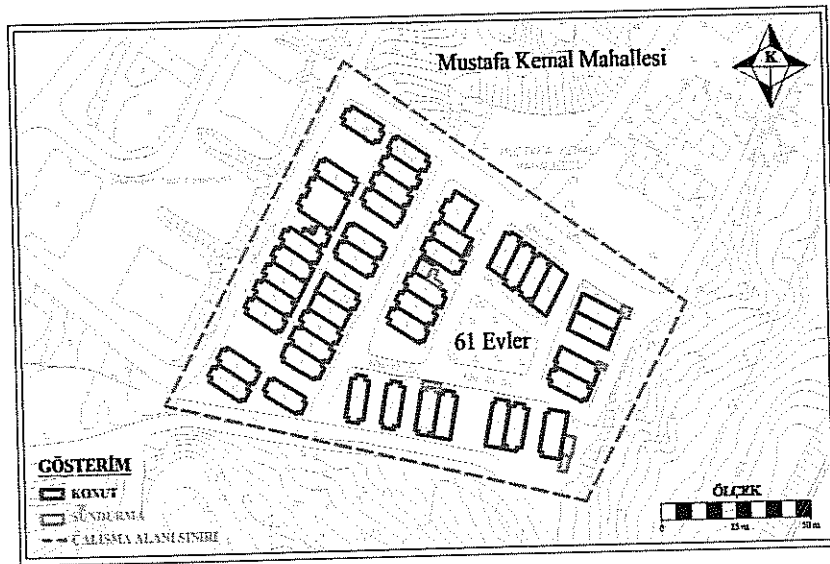 Mustafa Kemal Mahallesi
K
61 Evler
GÖSTERİM
KONUT
SUNDURMA
ÇALIŞMA ALANI SINIRI
ÖLÇEK
0 25 m 50 m